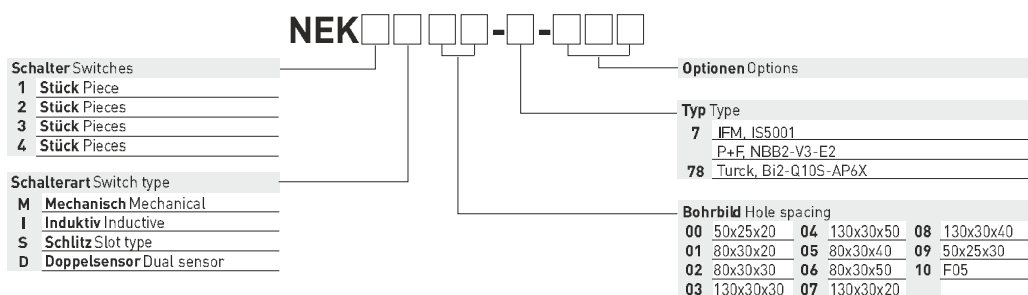 NEK - -
Schalter Switches
1 Stück Piece
2 Stück Pieces
3 Stück Pieces
4 Stück Pieces
Schalterart Switch type
M Mechanisch Mechanical
I Induktiv Inductive
S Schlitz Slot type
D Doppelsensor Dual sensor
Optionen Options
Typ Type
7 IFM, IS5001
P+F, NBB2-V3-E2
78 Turck, Bi2-Q10S-AP6X
Bohrbild Hole spacing
00 50x25x20 04 130x30x50 08 130x30x40
01 80x30x20 05 80x30x40 09 50x25x30
02 80x30x30 06 80x30x50 10 F05
03 130x30x30 07 130x30x20